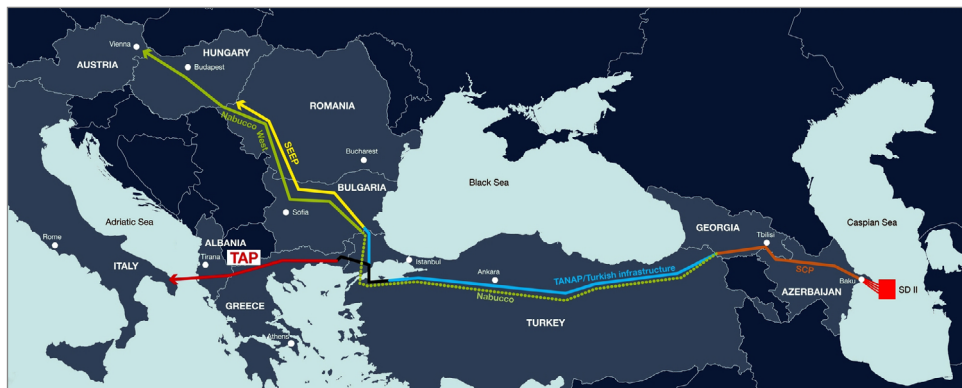 Vienna
AUSTRIA
HUNGARY
Budapest
ROMANIA
Nabucco West
SEEP
Bucharest
BULGARIA
Sofia
Black Sea
Adriatic Sea
Rome
ITALY
ALBANIA
Tirana
TAP
GREECE
Athens
Istanbul
Ankara
TANAP/Turkish infrastructure
Nabucco
TURKEY
GEORGIA
Tbilisi
SCP
AZERBAIJAN
Baku
Caspian Sea
SD II